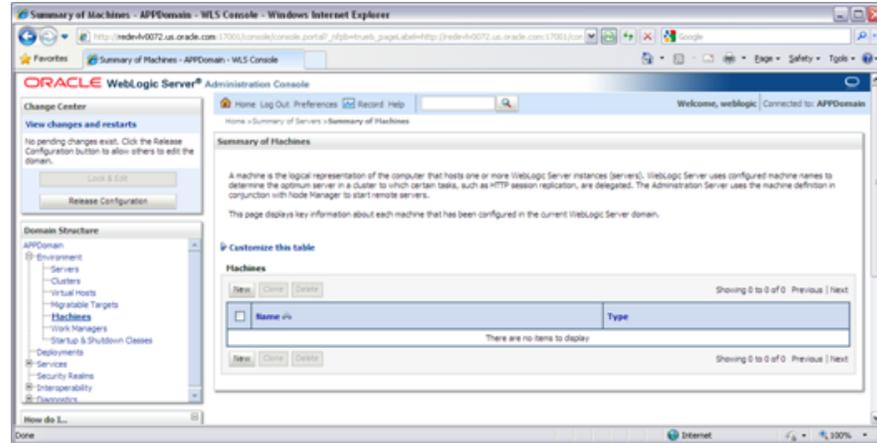 Summary of Machines - APPDomain - WLS Console - Windows Internet Explorer
Google
Favorites Summary of Machines - APPDomain - WLS Console Page Safety Tools
ORACLE WebLogic Server® Administration Console
Change Center
View changes and restarts
No pending changes exist. Click the Release
Configuration button to allow others to edit the
domain.
Lock & Edit
Release Configuration
Domain Structure
APPDomain
Environment
Servers
Clusters
Virtual Hosts
Migratable Targets
Machines
Work Managers
Startup & Shutdown Classes
Deployments
Services
Security Realms
Interoperability
Diagnostics
How do I...
Home Log Out Preferences Record Help
Welcome, weblogic Connected to: APPDomain
Home >Summary of Servers >Summary of Machines
Summary of Machines
A machine is the logical representation of the computer that hosts one or more WebLogic Server instances (servers). WebLogic Server uses configured machine names to
determine the optimum server in a cluster to which certain tasks, such as HTTP session replication, are delegated. The Administration Server uses the machine definition in
conjunction with Node Manager to start remote servers.
This page displays key information about each machine that has been configured in the current WebLogic Server domain.
Customize this table
Machines
New Clone Delete Showing 0 to 0 of 0 Previous | Next
Name Type
There are no items to display
New Clone Delete Showing 0 to 0 of 0 Previous | Next
Done Internet 100%